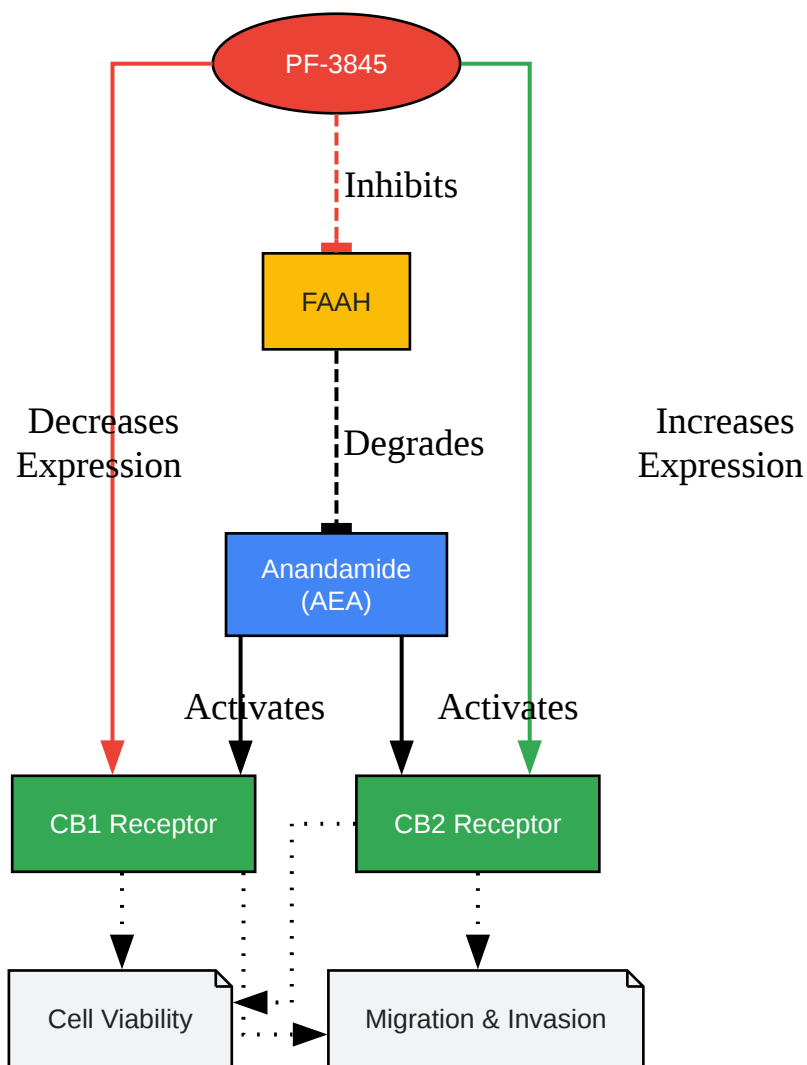 PF-3845
Inhibits
FAAH
Decreases
Expression
Degrades
Increases
Expression
Anandamide
(AEA)
Activates
Activates
CB1 Receptor
CB2 Receptor
Cell Viability
Migration & Invasion